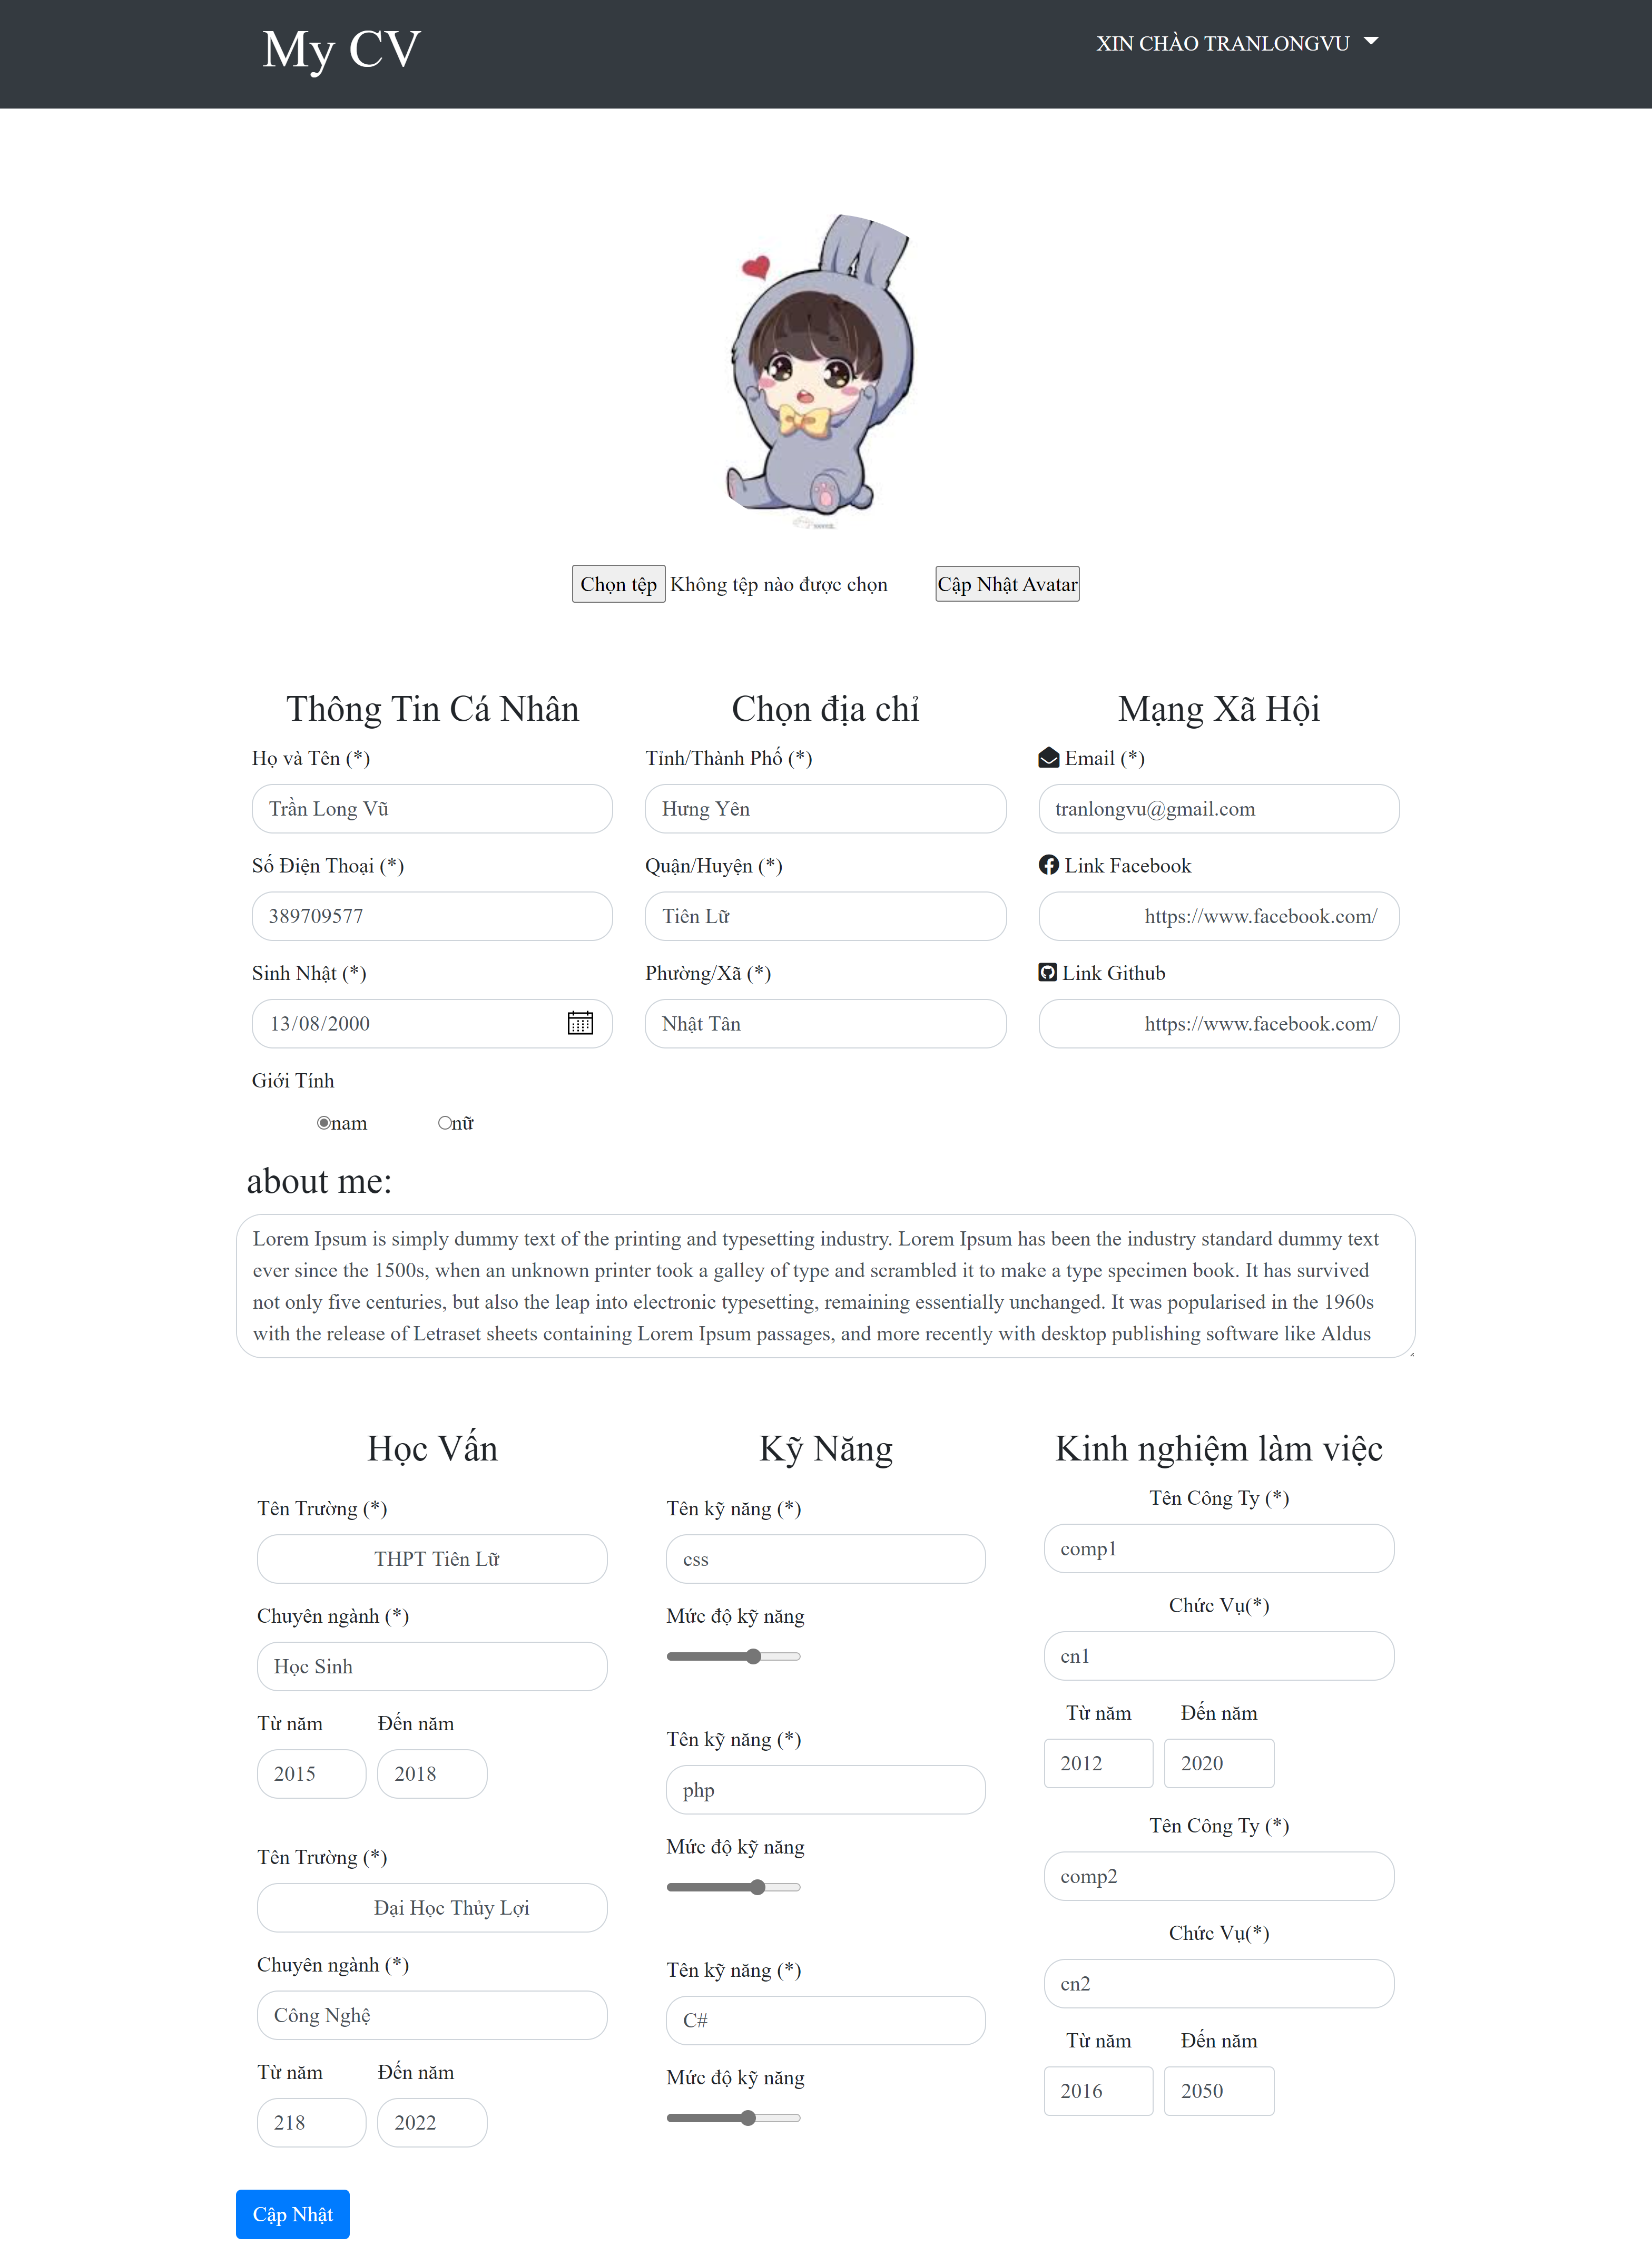 My CV
XIN CHÀO TRANLONGVU
Chọn tệp Không tệp nào được chọn
Cập Nhật Avatar
Thông Tin Cá Nhân
Họ và Tên (*)
Trần Long Vũ
Số Điện Thoại (*)
389709577
Sinh Nhật (*)
13/08/2000
Giới Tính
nam
nữ
Chọn địa chỉ
Tỉnh/Thành Phố (*)
Hưng Yên
Quận/Huyện (*)
Tiên Lữ
Phường/Xã (*)
Nhật Tân
Mạng Xã Hội
Email (*)
tranlongvu@gmail.com
Link Facebook
https://www.facebook.com/
Link Github
https://www.facebook.com/
about me:
Lorem Ipsum is simply dummy text of the printing and typesetting industry. Lorem Ipsum has been the industry standard dummy text
ever since the 1500s, when an unknown printer took a galley of type and scrambled it to make a type specimen book. It has survived
not only five centuries, but also the leap into electronic typesetting, remaining essentially unchanged. It was popularised in the 1960s
with the release of Letraset sheets containing Lorem Ipsum passages, and more recently with desktop publishing software like Aldus
Học Vấn
Tên Trường (*)
THPT Tiên Lữ
Chuyên ngành (*)
Học Sinh
Từ năm
Đến năm
2015
2018
Tên Trường (*)
Đại Học Thủy Lợi
Chuyên ngành (*)
Công Nghệ
Từ năm
Đến năm
218
2022
Kỹ Năng
Tên kỹ năng (*)
css
Mức độ kỹ năng
Tên kỹ năng (*)
php
Mức độ kỹ năng
Tên kỹ năng (*)
C#
Mức độ kỹ năng
Kinh nghiệm làm việc
Tên Công Ty (*)
comp1
Chức Vụ(*)
cn1
Từ năm
Đến năm
2012
2020
Tên Công Ty (*)
comp2
Chức Vụ(*)
cn2
Từ năm
Đến năm
2016
2050
Cập Nhật